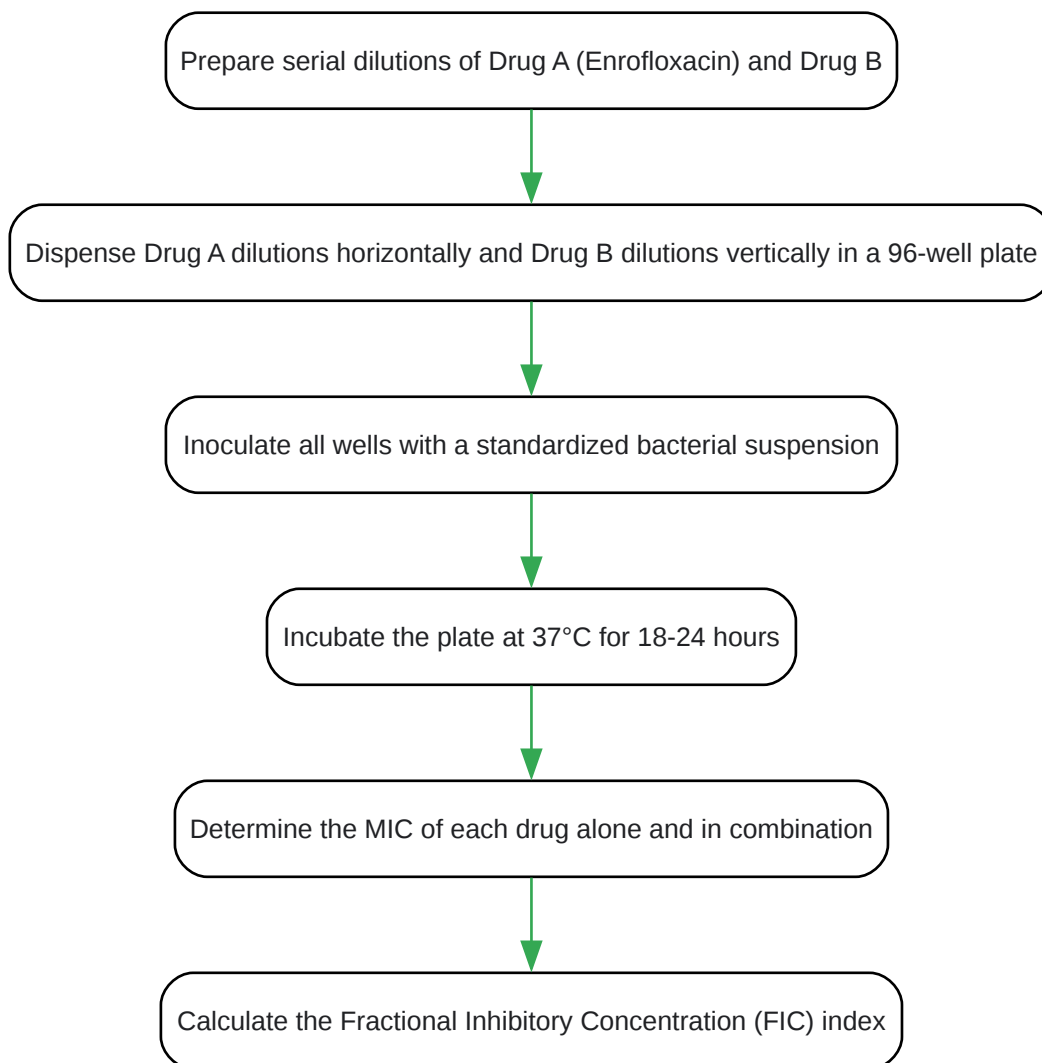 Prepare serial dilutions of Drug A (Enrofloxacin) and Drug B
Dispense Drug A dilutions horizontally and Drug B dilutions vertically in a 96-well plate
Inoculate all wells with a standardized bacterial suspension
Incubate the plate at 37°C for 18-24 hours
Determine the MIC of each drug alone and in combination
Calculate the Fractional Inhibitory Concentration (FIC) index